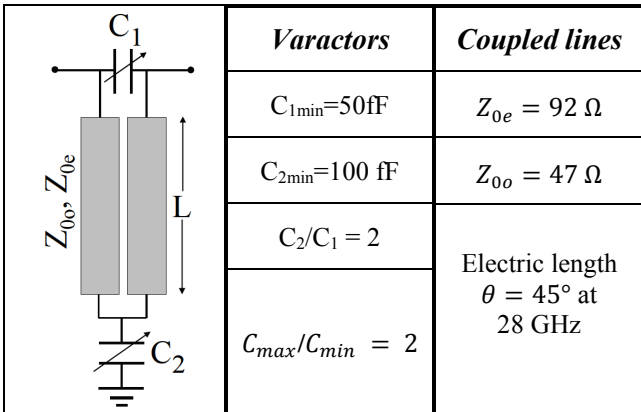 C₁
Z₀ₒ, Z₀ₑ
L
C₂
Varactors
Coupled lines
C₁ₘᵢₙ=50fF
Z₀ₑ = 92 Ω
C₂ₘᵢₙ=100 fF
Z₀ₒ = 47 Ω
C₂/C₁ = 2
Electric length
θ = 45° at
28 GHz
Cₘₐₓ/Cₘᵢₙ = 2